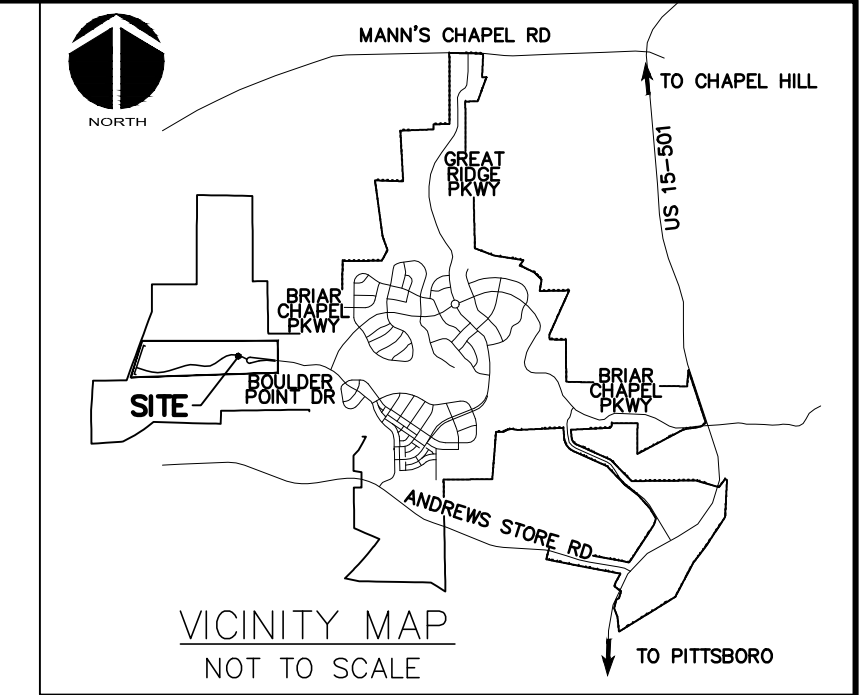 MANN'S CHAPEL RD
TO CHAPEL HILL
NORTH
US 15-501
GREAT
RIDGE
PKWY
BRIAR
CHAPEL
PKWY
BOULDER
POINT DR
SITE
BRIAR
CHAPEL
PKWY
ANDREWS STORE RD
VICINITY MAP
NOT TO SCALE
TO PITTSBORO